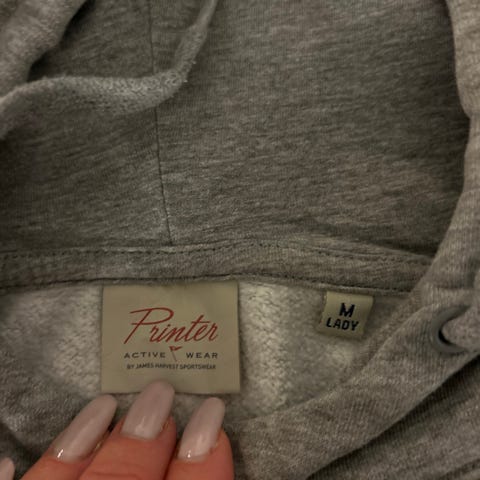 Printer
ACTIVE WEAR
BY JAMES HARVEST SPORTSWEAR
M
LADY